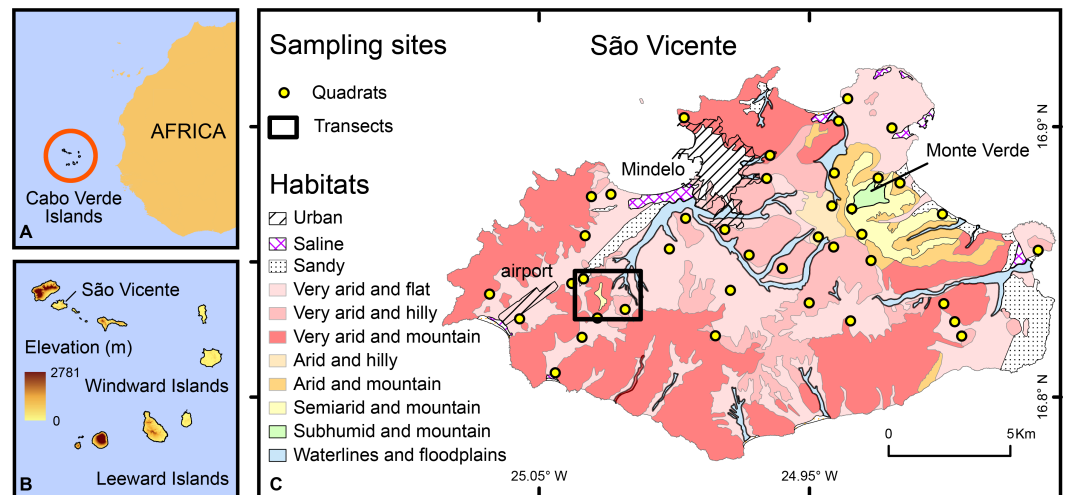 AFRICA
Cabo Verde
Islands
A
São Vicente
Elevation (m)
2781
0
Windward Islands
Leeward Islands
B
Sampling sites
Quadrats
Transects
Habitats
Urban
Saline
Sandy
Very arid and flat
Very arid and hilly
Very arid and mountain
Arid and hilly
Arid and mountain
Semiarid and mountain
Subhumid and mountain
Waterlines and floodplains
C
São Vicente
Mindelo
Monte Verde
airport
16.9° N
16.8° N
0 5Km
25.05° W 24.95° W